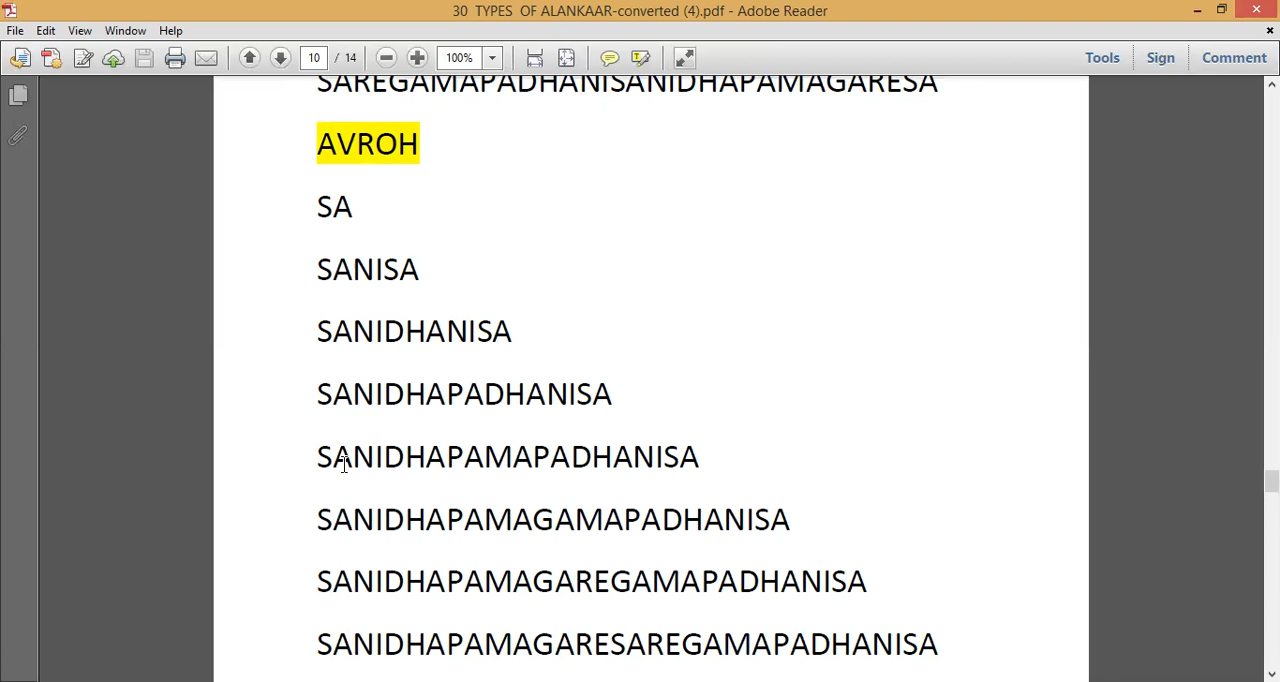 30 TYPES OF ALANKAAR-converted (4).pdf - Adobe Reader
File Edit View Window Help
10 / 14 100% Tools Sign Comment
SAREGAMAPADHANISANIDHAPAMAGARESA
AVROH
SA
SANISA
SANIDHANISA
SANIDHAPADHANISA
SANIDHAPAMAPADHANISA
SANIDHAPAMAGAMAPADHANISA
SANIDHAPAMAGAREGAMAPADHANISA
SANIDHAPAMAGARESAREGAMAPADHANISA